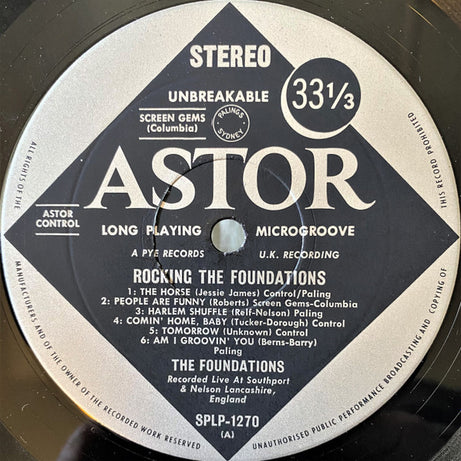 STEREO
UNBREAKABLE
33 1/3
SCREEN GEMS
(Columbia)
PALINGS
SYDNEY
ASTOR
ASTOR
CONTROL
LONG PLAYING MICROGROOVE
A PYE RECORDS U.K. RECORDING
ROCKING THE FOUNDATIONS
1: THE HORSE (Jessie James) Control/Paling
2: PEOPLE ARE FUNNY (Roberts) Screen Gems-Columbia
3: HARLEM SHUFFLE (Relf-Nelson) Paling
4: COMIN' HOME, BABY (Tucker-Dorough) Control
5: TOMORROW (Unknown) Control
6: AM I GROOVIN' YOU (Berns-Barry)
Paling
THE FOUNDATIONS
Recorded Live At Southport
& Nelson Lancashire,
England
SPLP-1270
(A)
ALL RIGHTS OF THE
MANUFACTURERS AND OF THE OWNER OF THE RECORDED WORK RESERVED
UNAUTHORISED PUBLIC PERFORMANCE BROADCASTING AND COPYING OF
THIS RECORD PROHIBITED